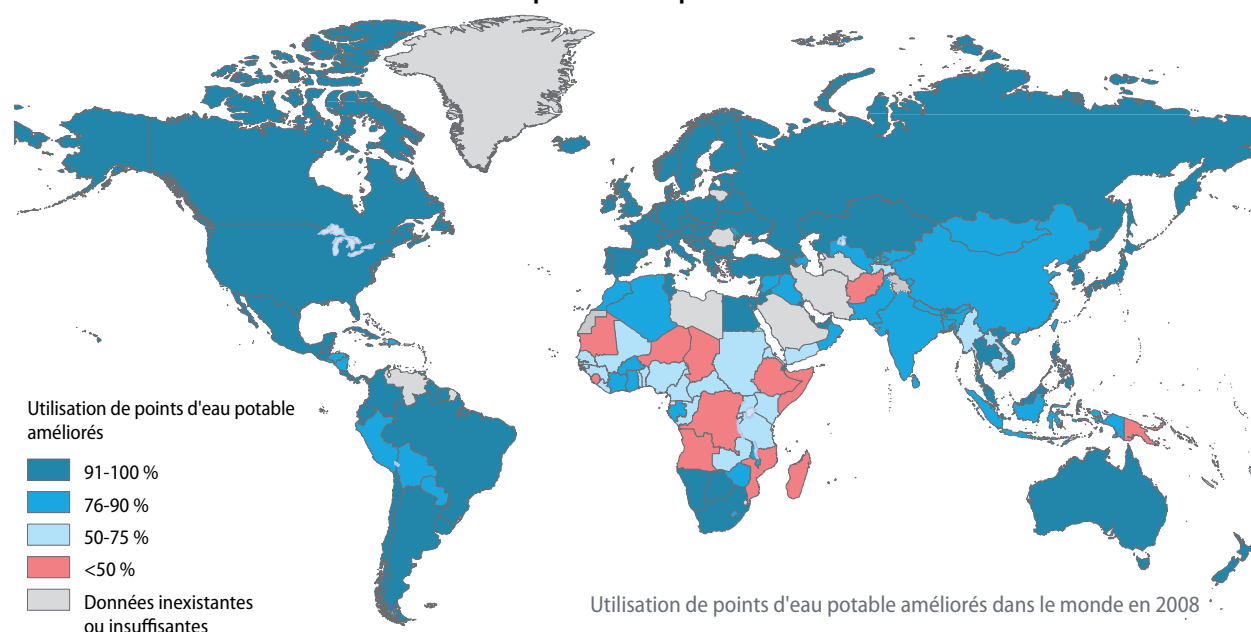 Utilisation de points d'eau potable
améliorés
91-100 %
76-90 %
50-75 %
<50 %
Données inexistantes
ou insuffisantes
Utilisation de points d'eau potable améliorés dans le monde en 2008